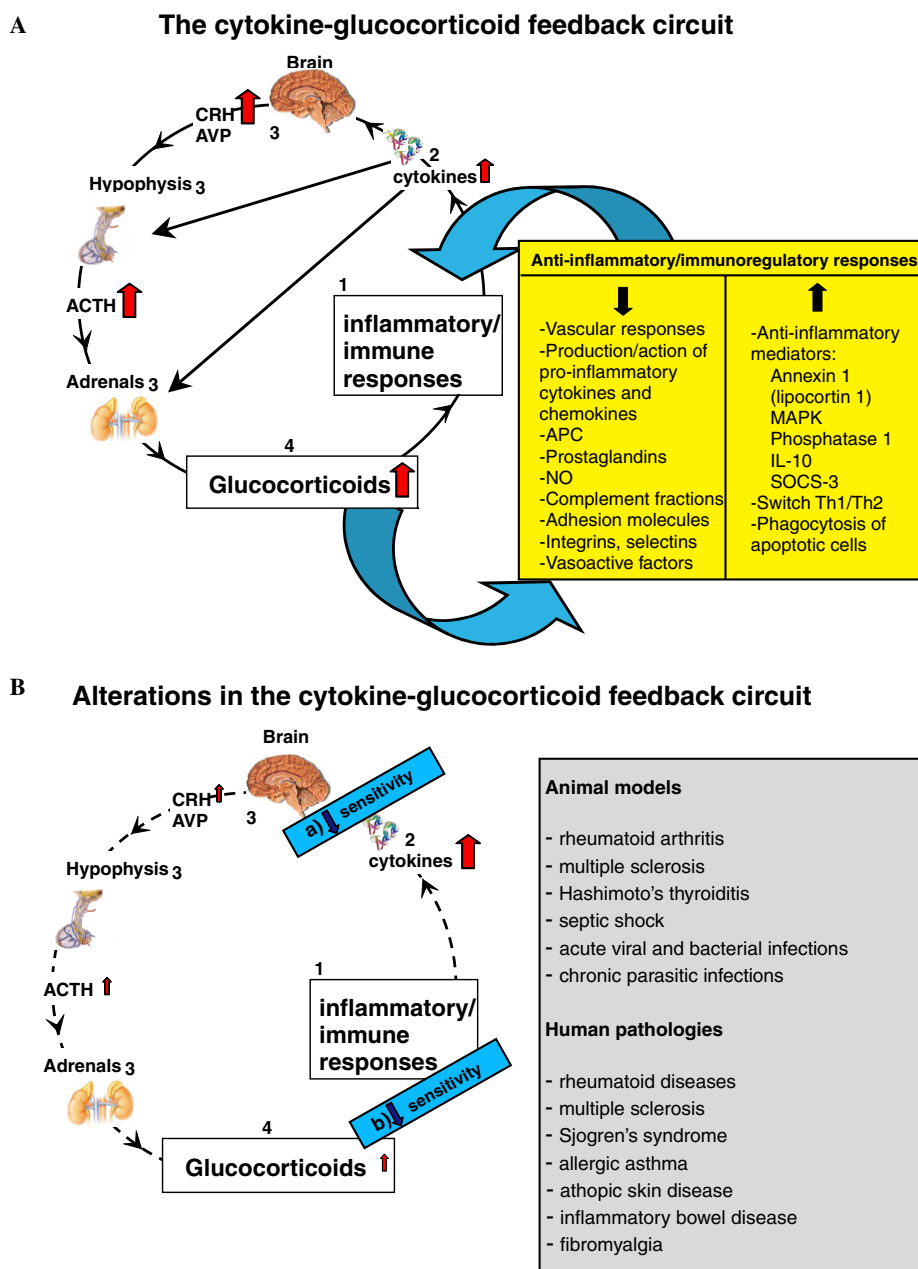 A
The cytokine-glucocorticoid feedback circuit
Brain
CRH
AVP
3
2
cytokines
Hypophysis 3
ACTH
Adrenals 3
1
inflammatory/
immune
responses
4
Glucocorticoids
Anti-inflammatory/immunoregulatory responses
-Vascular responses
-Production/action of
pro-inflammatory
cytokines and
chemokines
-APC
-Prostaglandins
-NO
-Complement fractions
-Adhesion molecules
-Integrins, selectins
-Vasoactive factors
-Anti-inflammatory
mediators:
Annexin 1
(lipocortin 1)
MAPK
Phosphatase 1
IL-10
SOCS-3
-Switch Th1/Th2
-Phagocytosis of
apoptotic cells
B
Alterations in the cytokine-glucocorticoid feedback circuit
Brain
CRH
AVP
3
a) sensitivity
2
cytokines
Hypophysis 3
ACTH
Adrenals 3
1
inflammatory/
immune
responses
b) sensitivity
4
Glucocorticoids
Animal models
- rheumatoid arthritis
- multiple sclerosis
- Hashimoto's thyroiditis
- septic shock
- acute viral and bacterial infections
- chronic parasitic infections
Human pathologies
- rheumatoid diseases
- multiple sclerosis
- Sjogren's syndrome
- allergic asthma
- athopic skin disease
- inflammatory bowel disease
- fibromyalgia